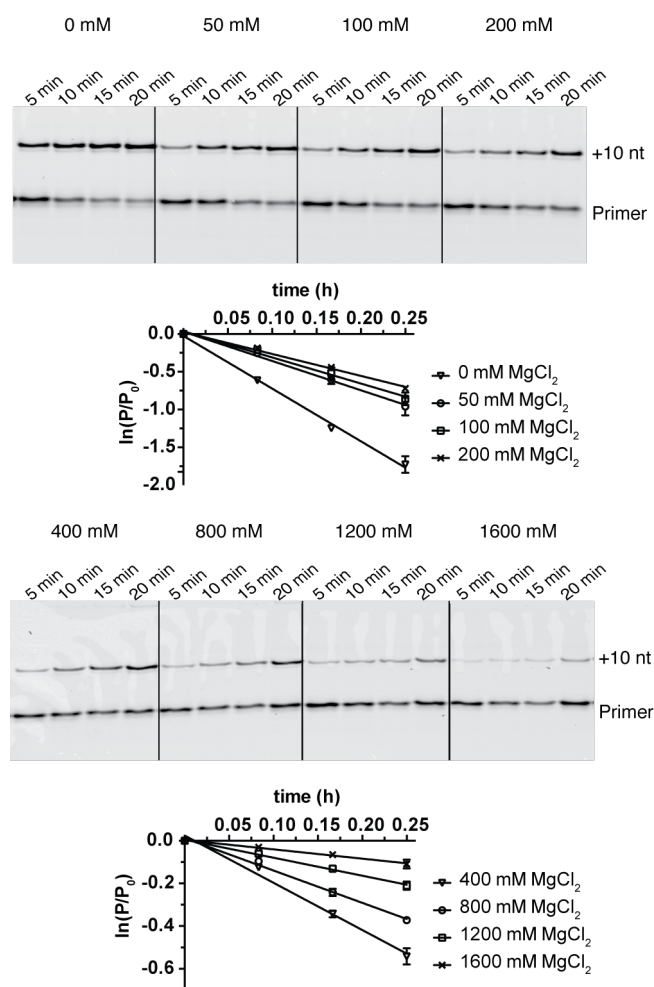 0 mM 50 mM 100 mM 200 mM
5 min 10 min 15 min 20 min 5 min 10 min 15 min 20 min 5 min 10 min 15 min 20 min 5 min 10 min 15 min 20 min
+10 nt
Primer
time (h)
0.05 0.10 0.15 0.20 0.25
0.0
-0.5
-1.0
-1.5
-2.0
ln(P/P0)
0 mM MgCl2
50 mM MgCl2
100 mM MgCl2
200 mM MgCl2
400 mM 800 mM 1200 mM 1600 mM
5 min 10 min 15 min 20 min 5 min 10 min 15 min 20 min 5 min 10 min 15 min 20 min 5 min 10 min 15 min 20 min
+10 nt
Primer
time (h)
0.05 0.10 0.15 0.20 0.25
0.0
-0.2
-0.4
-0.6
ln(P/P0)
400 mM MgCl2
800 mM MgCl2
1200 mM MgCl2
1600 mM MgCl2